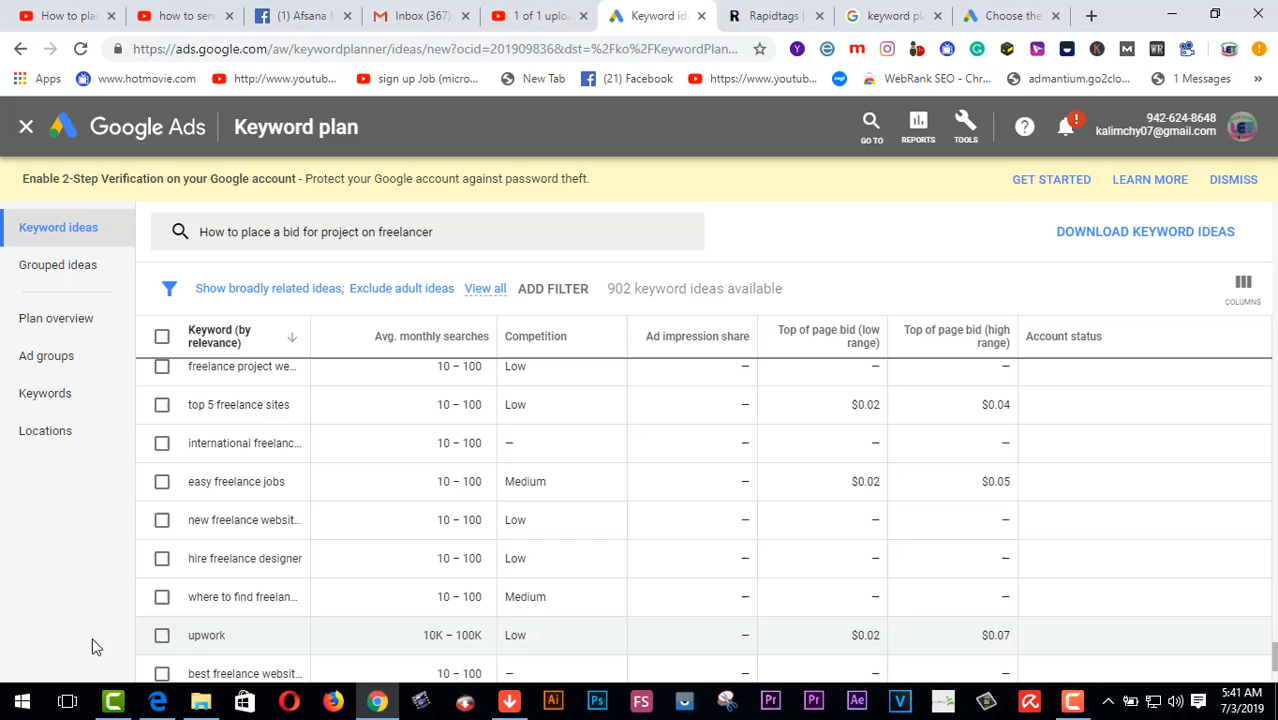 How to plac
how to send
(1) Afsana M
Inbox (367)
1 of 1 uploa
Keyword ide
Rapidtags |
keyword pl
Choose the
https://ads.google.com/aw/keywordplanner/ideas/new?ocid=201909836&dst=%2Fko%2FKeywordPlan...
Apps
www.hotmovie.com
http://www.youtub...
sign up Job (micro...
New Tab
(21) Facebook
https://www.youtub...
WebRank SEO - Chr...
admantium.go2clo...
1 Messages
Google Ads
Keyword plan
GO TO
REPORTS
TOOLS
942-624-8648
kalimchy07@gmail.com
Enable 2-Step Verification on your Google account - Protect your Google account against password theft.
GET STARTED
LEARN MORE
DISMISS
Keyword ideas
Grouped ideas
Plan overview
Ad groups
Keywords
Locations
How to place a bid for project on freelancer
DOWNLOAD KEYWORD IDEAS
Show broadly related ideas; Exclude adult ideas View all ADD FILTER 902 keyword ideas available
COLUMNS
Keyword (by relevance) Avg. monthly searches Competition Ad impression share Top of page bid (low range) Top of page bid (high range) Account status
freelance project we... 10 – 100 Low – – –
top 5 freelance sites 10 – 100 Low – $0.02 $0.04
international freelanc... 10 – 100 – – – –
easy freelance jobs 10 – 100 Medium – $0.02 $0.05
new freelance websit... 10 – 100 Low – – –
hire freelance designer 10 – 100 Low – – –
where to find freelan... 10 – 100 Medium – – –
upwork 10K – 100K Low – $0.02 $0.07
best freelance websit... 10 – 100 – – – –
5:41 AM
7/3/2019